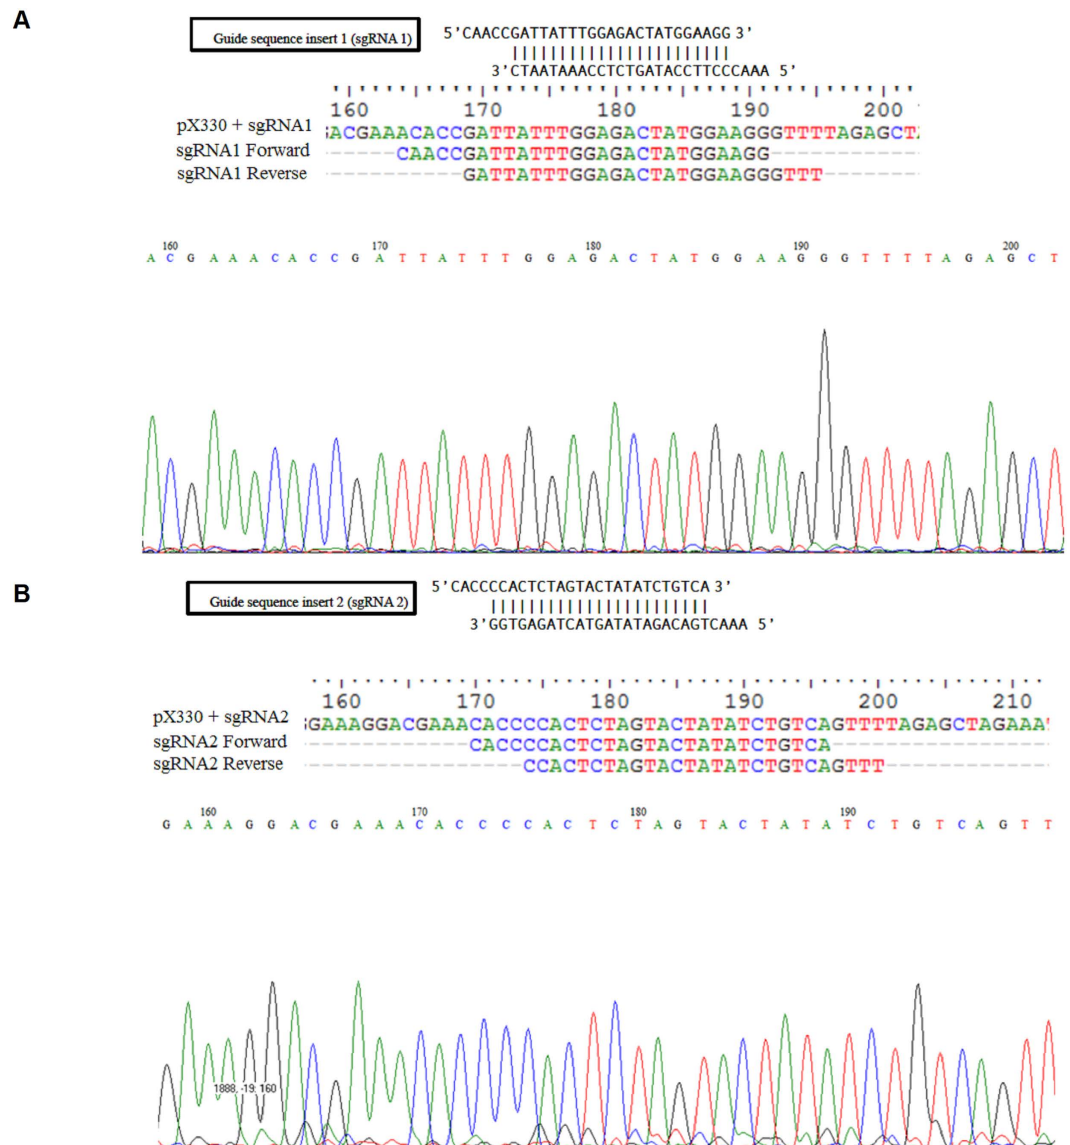 A
Guide sequence insert 1 (sgRNA 1)
5'CAACCGATTATTTGGAGACTATGGAAGG 3'
3'CTAATAAACCTCTGATACCTTCCCAAA 5'
160 170 180 190 200
pX330 + sgRNA1 GACGAAACACCGATTATTTGGAGACTATGGAAGGGTTTTAGAGCT
sgRNA1 Forward CAACCGATTATTTGGAGACTATGGAAGG
sgRNA1 Reverse GATTATTTGGAGACTATGGAAGGGTTT
160 170 180 190 200
A C G A A A C A C C G A T T A T T T G G A G A C T A T G G A A G G G T T T T A G A G C T
B
Guide sequence insert 2 (sgRNA 2)
5'CACCCCACTCTAGTACTATATCTGTCA 3'
3'GGTGAGATCATGATATAGACAGTCAAA 5'
160 170 180 190 200 210
pX330 + sgRNA2 GGAAAGGACGAAACACCCCACTCTAGTACTATATCTGTCAGTTTTAGAGCTAGAAA
sgRNA2 Forward CACCCCACTCTAGTACTATATCTGTCA
sgRNA2 Reverse CCACTCTAGTACTATATCTGTCAGTTT
160 170 180 190
G A A A G G A C G A A A C A C C C C A C T C T A G T A C T A T A T C T G T C A G T T
1888, -19: 160